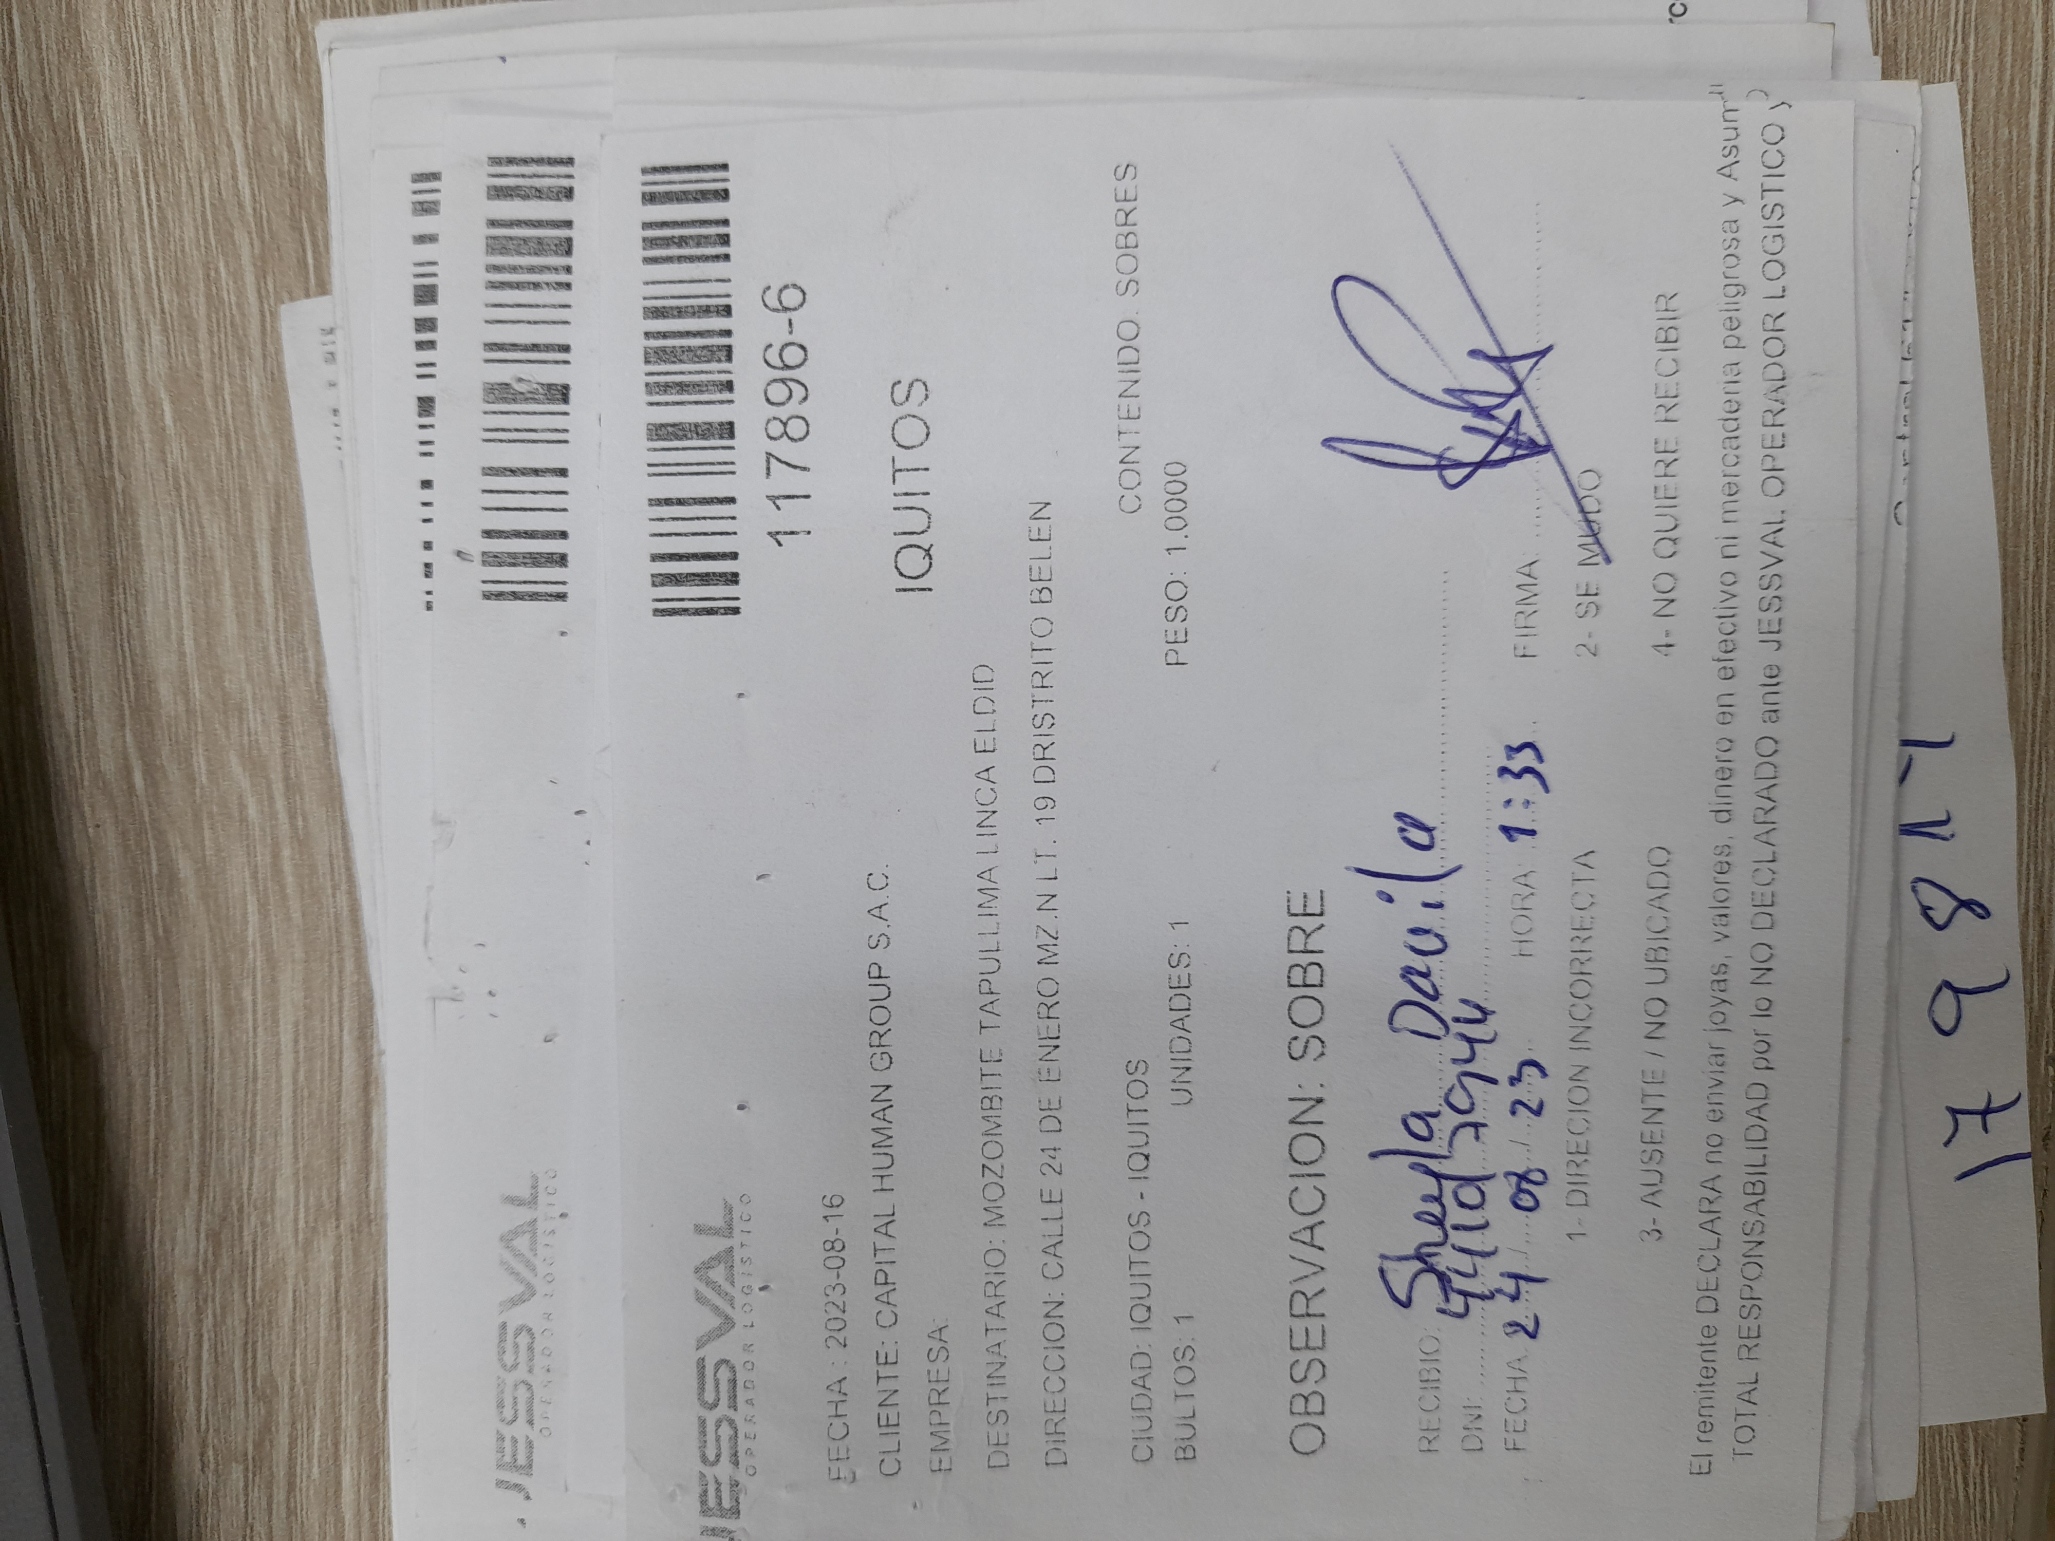 JESSVAL
OPERADOR LOGISTICO
JESSVAL
OPERADOR LOGISTICO
117896-6
FECHA : 2023-08-16
CLIENTE: CAPITAL HUMAN GROUP S.A.C.
IQUITOS
EMPRESA:
DESTINATARIO: MOZOMBITE TAPULLIMA LINCA ELDID
DIRECCION: CALLE 24 DE ENERO MZ.N LT. 19 DRISTRITO BELEN
CIUDAD: IQUITOS - IQUITOS
CONTENIDO: SOBRES
BULTOS: 1 UNIDADES: 1 PESO: 1.0000
OBSERVACION: SOBRE
RECIBIO: Sheyla Davila
DNI:
FECHA 24 / 08 / 23 HORA: 1:33 FIRMA:
1- DIRECION INCORRECTA 2- SE MUDO
3- AUSENTE / NO UBICADO 4- NO QUIERE RECIBIR
El remitente DECLARA no enviar joyas, valores, dinero en efectivo ni mercaderia peligrosa y Asum
TOTAL RESPONSABILIDAD por lo NO DECLARADO ante JESSVAL OPERADOR LOGISTICO y